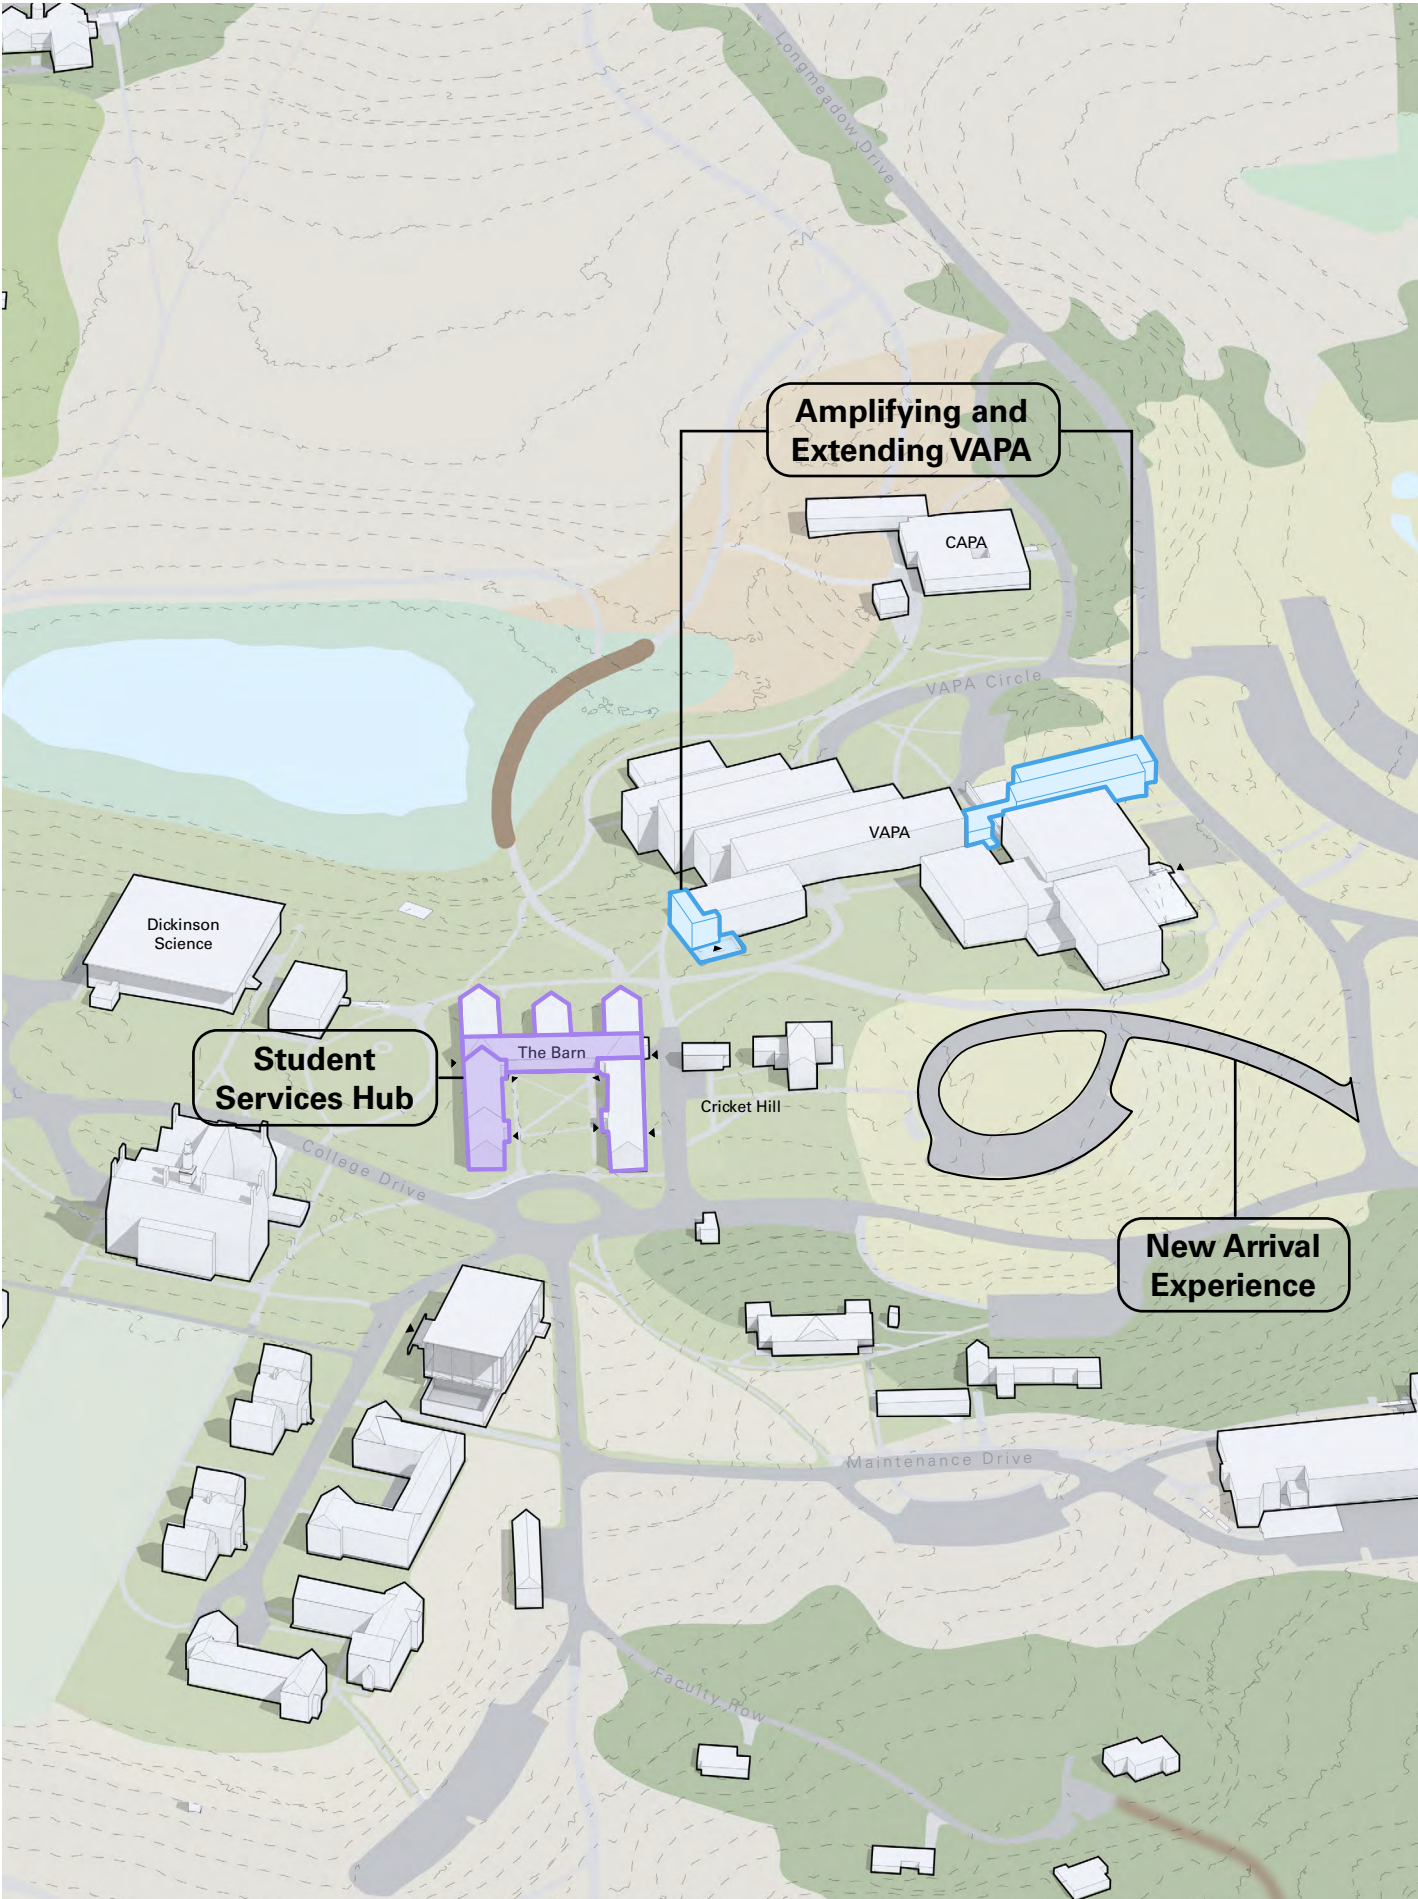 Longmeadow Drive
Amplifying and
Extending VAPA
CAPA
VAPA Circle
VAPA
Dickinson
Science
Student
Services Hub
The Barn
Cricket Hill
College Drive
New Arrival
Experience
Maintenance Drive
Faculty Row